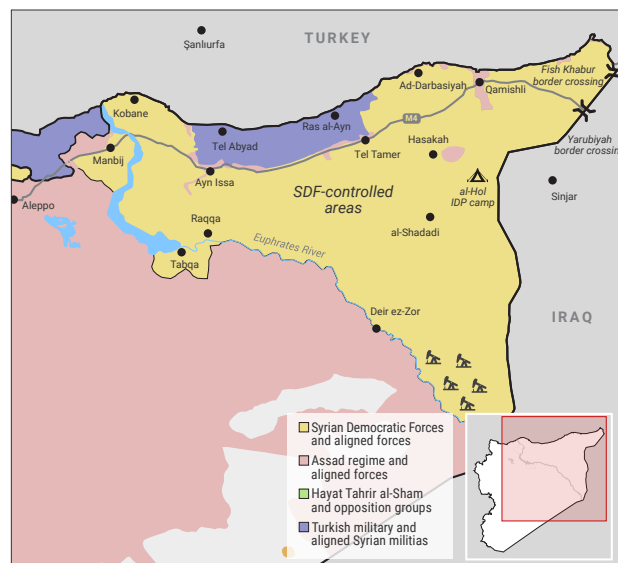 TURKEY
Şanlıurfa
Fish Khabur
border crossing
Ad-Darbasiyah
Qamishli
Kobane
M4
Ras al-Ayn
Tel Abyad
Manbij
Tel Tamer
Hasakah
Yarubiyah
border crossing
Ayn Issa
SDF-controlled
areas
al-Hol
IDP camp
Sinjar
Aleppo
Raqqa
al-Shadadi
Euphrates River
Tabqa
Deir ez-Zor
IRAQ
Syrian Democratic Forces
and aligned forces
Assad regime and
aligned forces
Hayat Tahrir al-Sham
and opposition groups
Turkish military and
aligned Syrian militias